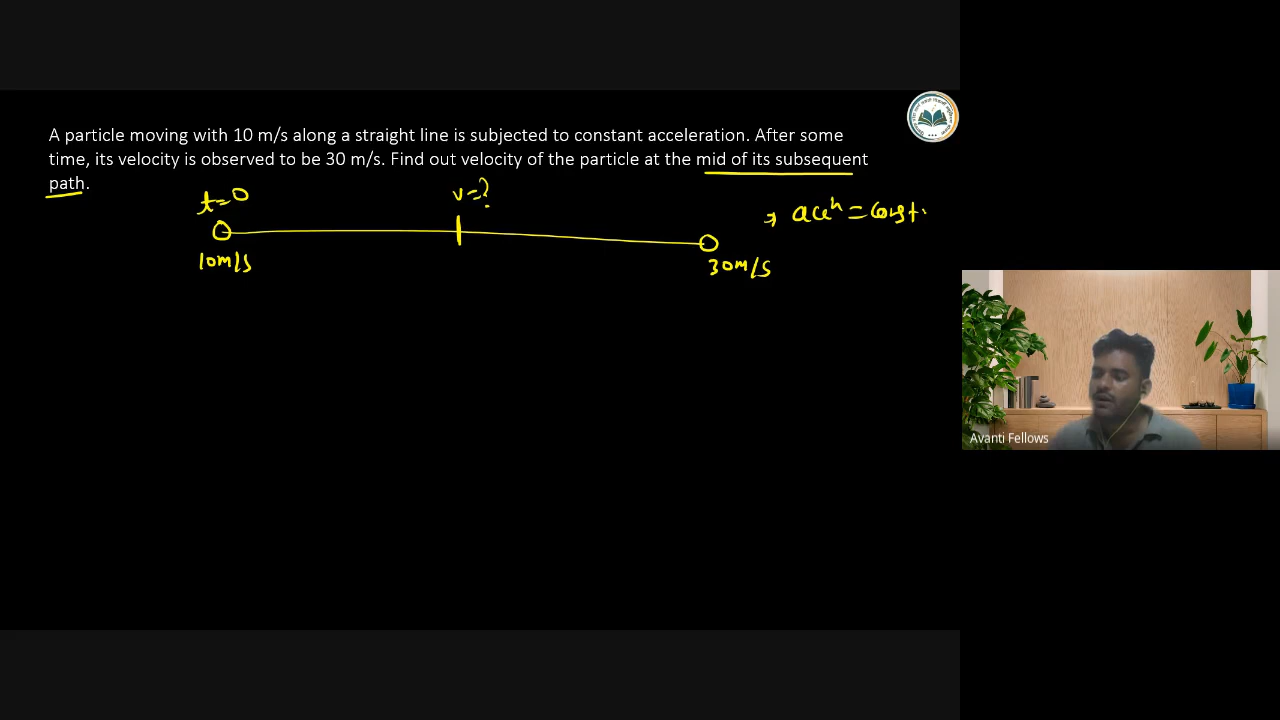 A particle moving with 10 m/s along a straight line is subjected to constant acceleration. After some
time, its velocity is observed to be 30 m/s. Find out velocity of the particle at the mid of its subsequent
path.
t=0
v=?
→ accⁿ = const.
10m/s
30m/s
Avanti Fellows